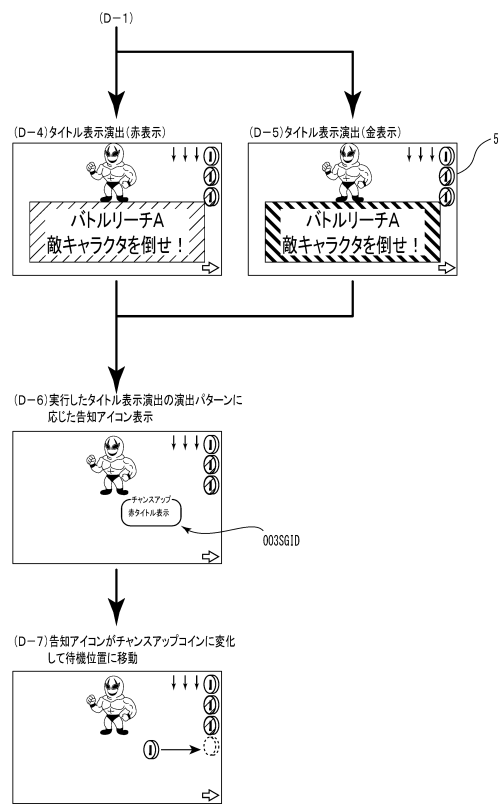 (D-1)
(D-4)タイトル表示演出(赤表示)
(D-5)タイトル表示演出(金表示)
5
バトルリーチA
敵キャラクタを倒せ！
バトルリーチA
敵キャラクタを倒せ！
(D-6)実行したタイトル表示演出の演出パターンに
応じた告知アイコン表示
チャンスアップ
赤タイトル表示
003SGID
(D-7)告知アイコンがチャンスアップコインに変化
して待機位置に移動